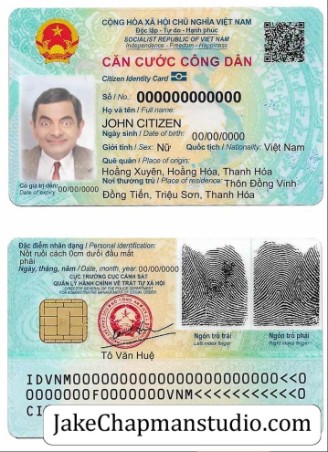 CỘNG HÒA XÃ HỘI CHỦ NGHĨA VIỆT NAM
Độc lập - Tự do - Hạnh phúc
SOCIALIST REPUBLIC OF VIET NAM
Independence - Freedom - Happiness
CĂN CƯỚC CÔNG DÂN
Citizen Identity Card
Số / No.: 000000000000
Họ và tên / Full name:
JOHN CITIZEN
Ngày sinh / Date of birth: 00/00/0000
Giới tính / Sex: Nữ Quốc tịch / Nationality: Việt Nam
Quê quán / Place of origin:
Hoằng Xuyên, Hoằng Hóa, Thanh Hóa
Nơi thường trú / Place of residence: Thôn Đồng Vinh
Đồng Tiến, Triệu Sơn, Thanh Hóa
Có giá trị đến: 00/00/0000
Date of expiry
Đặc điểm nhân dạng / Personal identification:
Nốt ruồi cách 0cm dưới đầu mắt
phải
Ngày, tháng, năm / Date, month, year: 00/00/0000
CỤC TRƯỞNG CỤC CẢNH SÁT
QUẢN LÝ HÀNH CHÍNH VỀ TRẬT TỰ XÃ HỘI
Tô Văn Huệ
Ngón trỏ trái
Left index finger
Ngón trỏ phải
Right index finger
JakeChapmanstudio.com